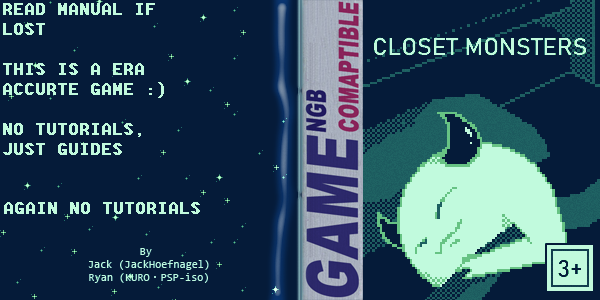 READ MANUAL IF
LOST
THIS IS A ERA
ACCURTE GAME :)
NO TUTORIALS,
JUST GUIDES
AGAIN NO TUTORIALS
By
Jack (JackHoefnagel)
Ryan (KURO・PSP-iso)
GAME
NGB
COMAPTIBLE
CLOSET MONSTERS
3+